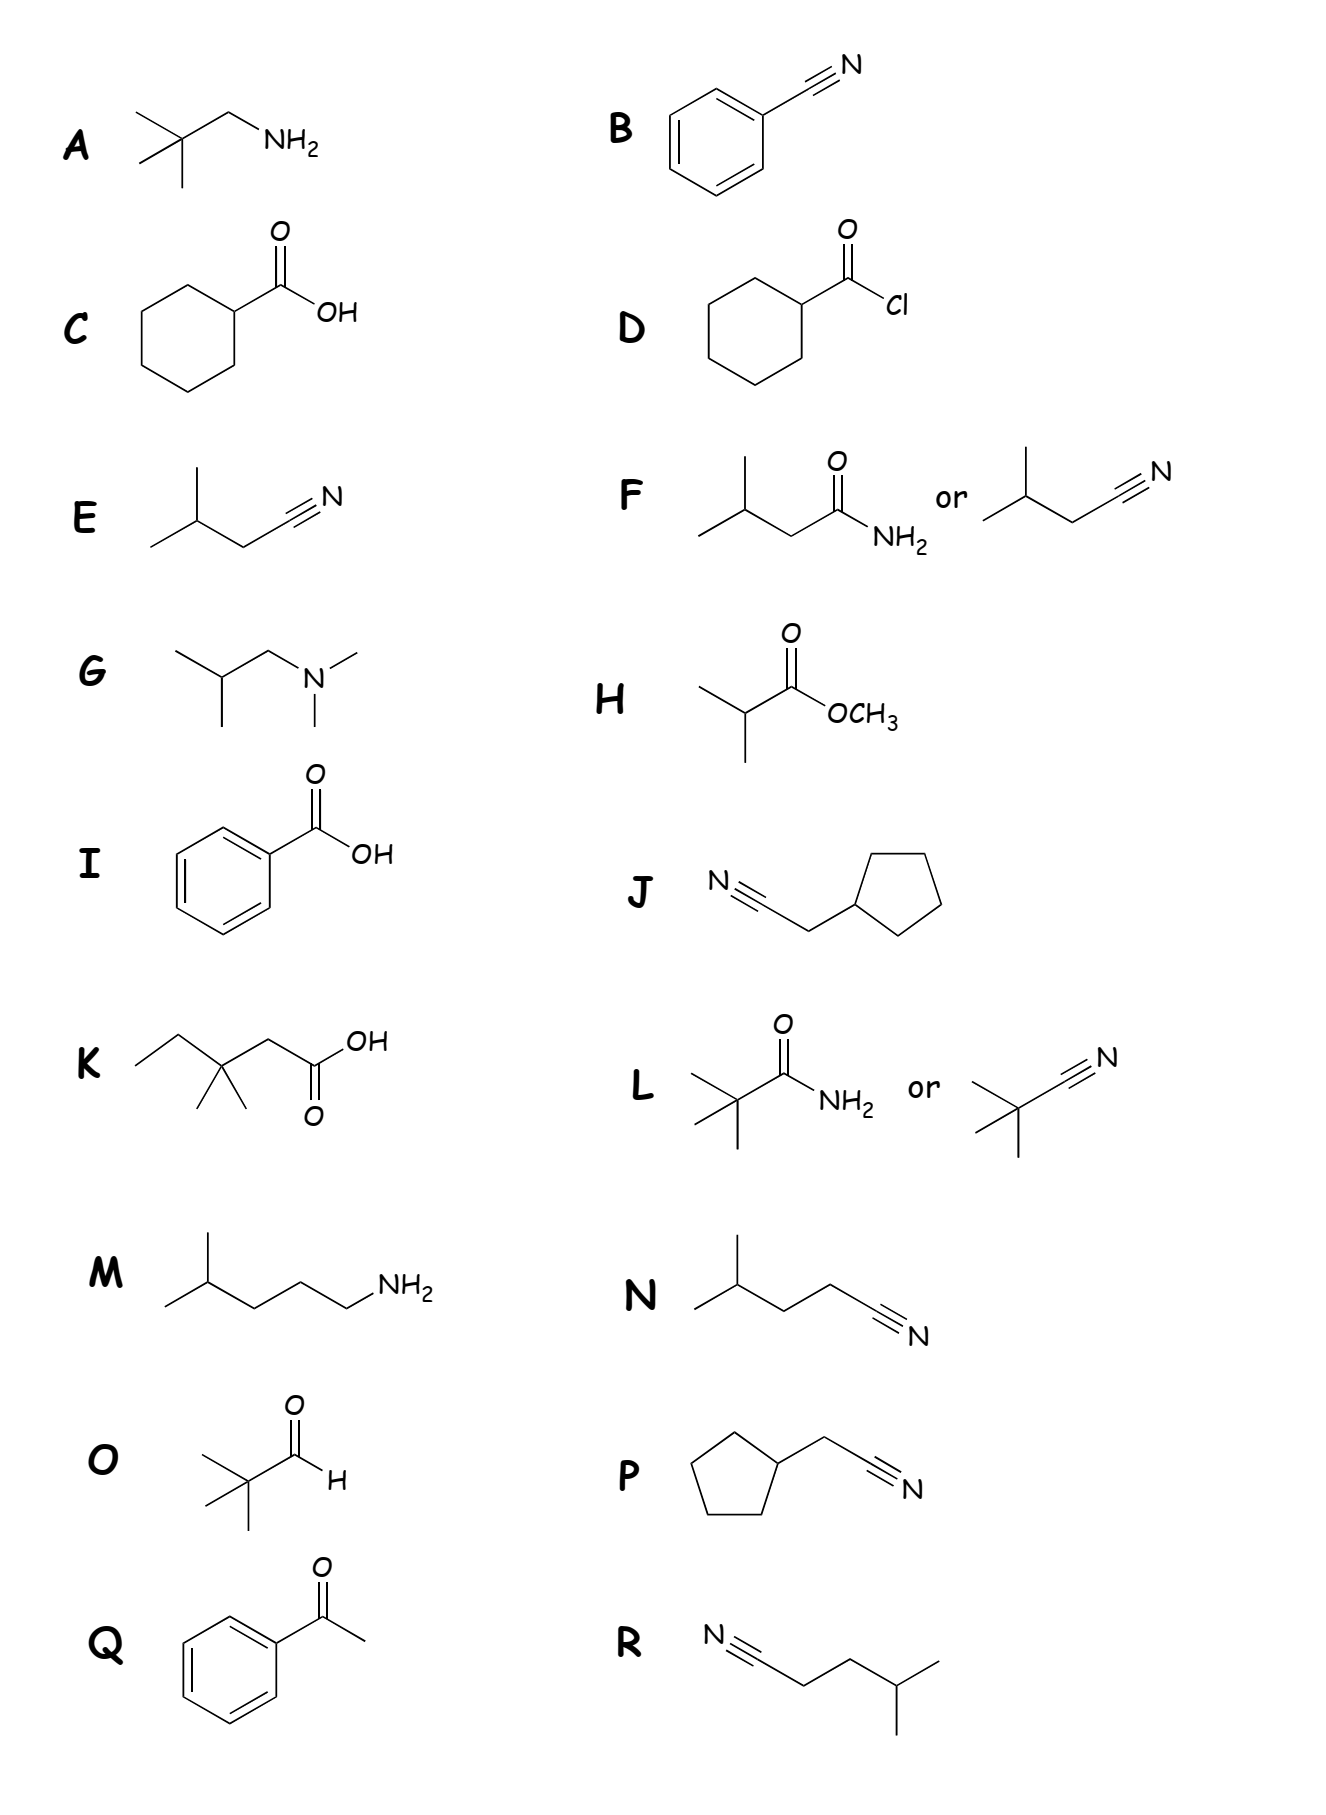 A NH2
B N
C O OH
D O Cl
E N
F O NH2 or N
G N
H O OCH3
I O OH
J N
K OH O
L O NH2 or N
M NH2
N N
O O H
P N
Q O
R N